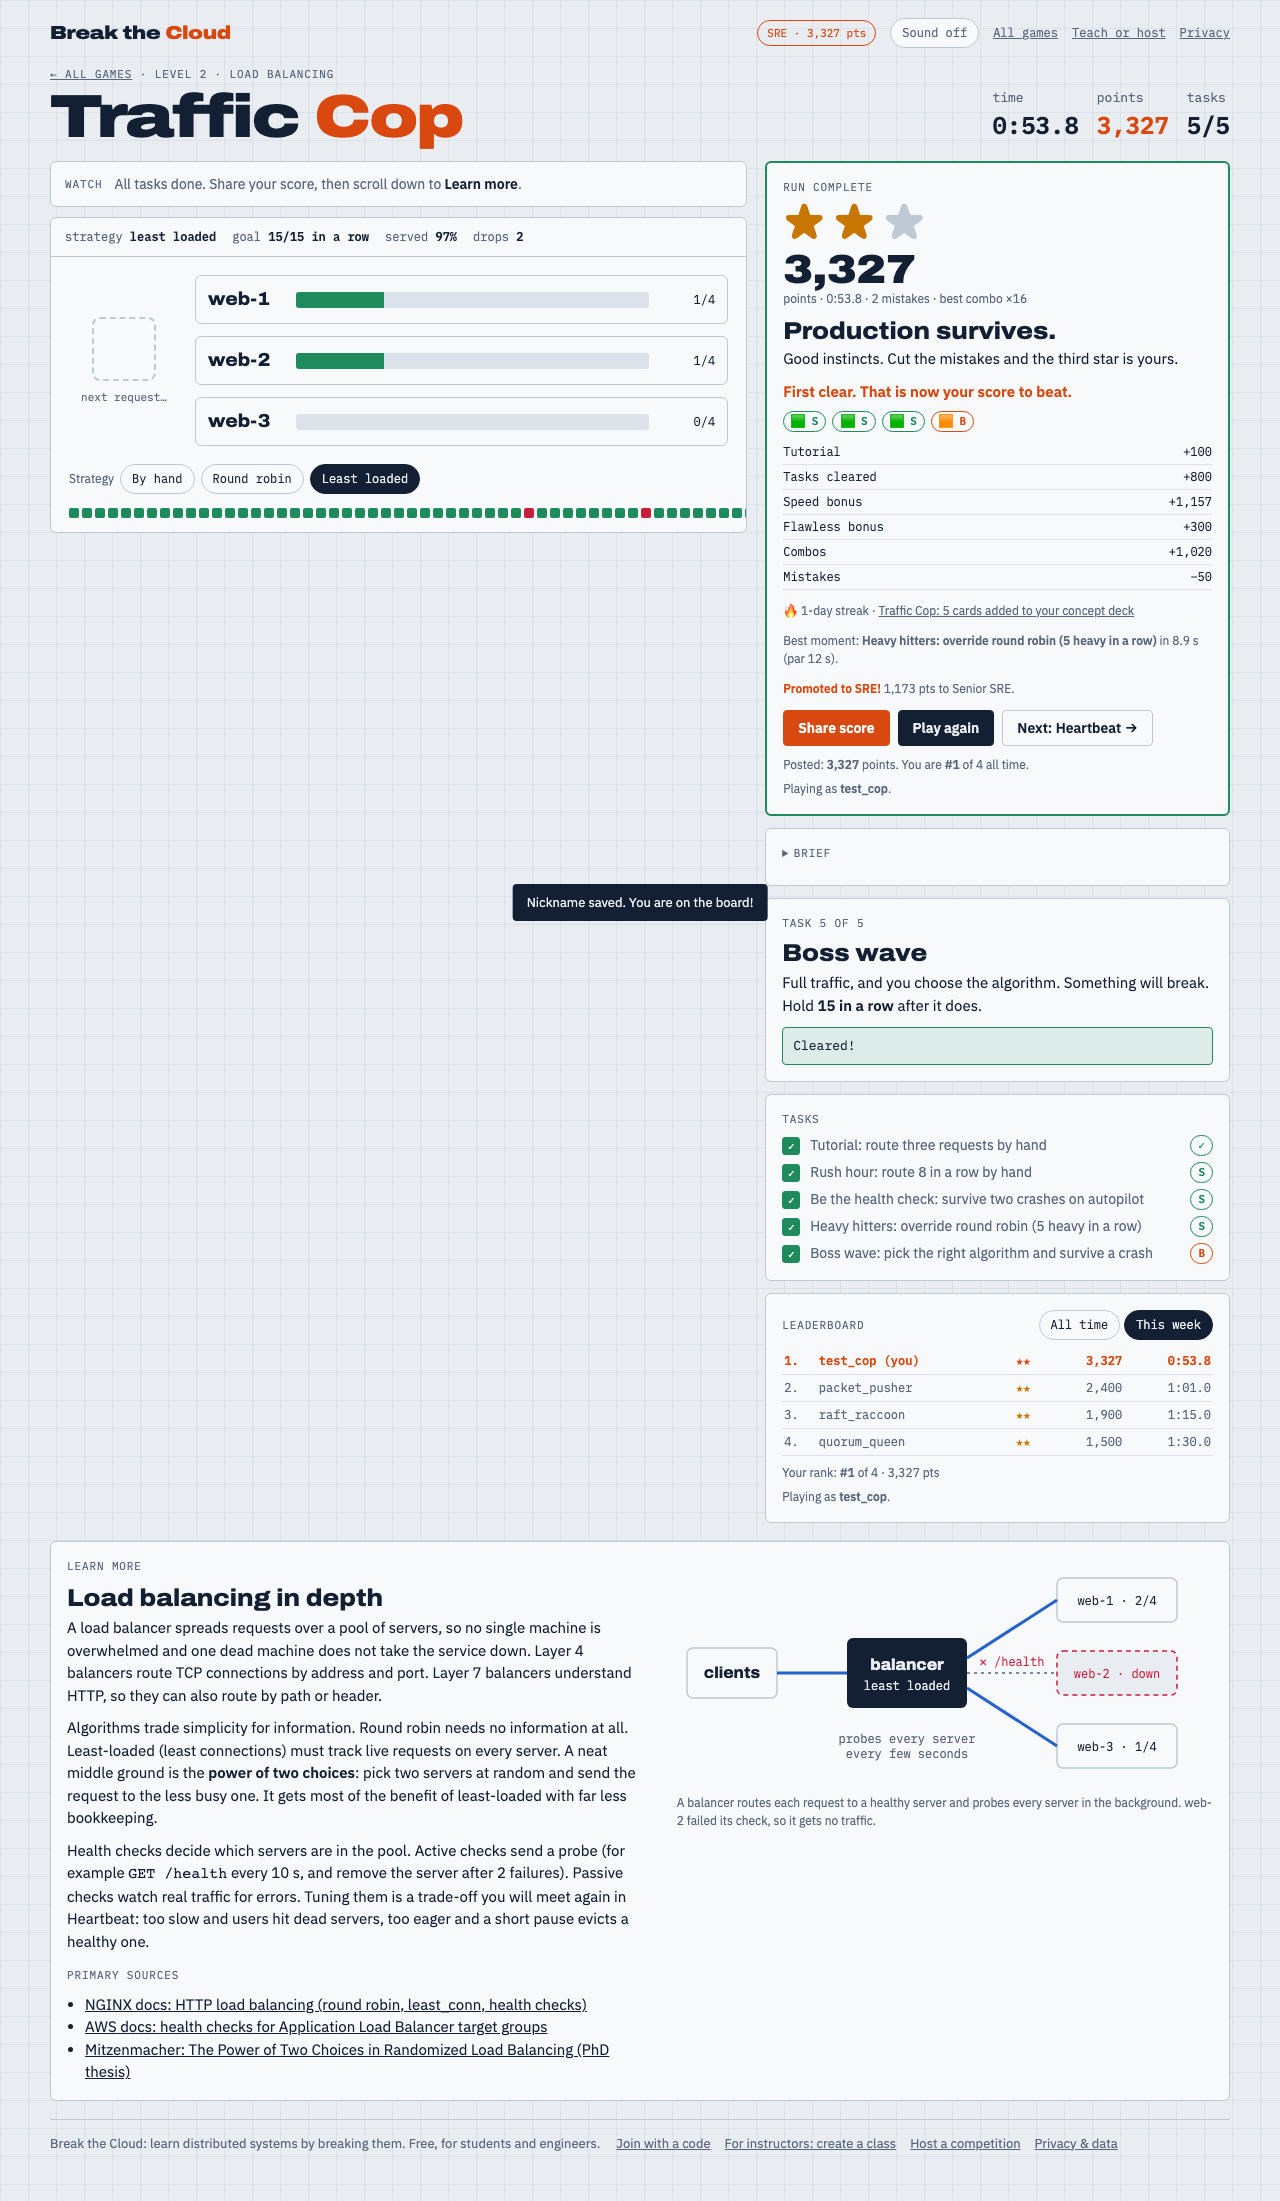 Break the Cloud
SRE · 3,327 pts
Sound off
All games
Teach or host
Privacy
← ALL GAMES · LEVEL 2 · LOAD BALANCING
Traffic Cop
time
0:53.8
points
3,327
tasks
5/5
WATCH All tasks done. Share your score, then scroll down to Learn more.
strategy least loaded goal 15/15 in a row served 97% drops 2
next request…
web-1 1/4
web-2 1/4
web-3 0/4
Strategy By hand Round robin Least loaded
RUN COMPLETE
3,327
points · 0:53.8 · 2 mistakes · best combo ×16
Production survives.
Good instincts. Cut the mistakes and the third star is yours.
First clear. That is now your score to beat.
🟩 S 🟩 S 🟩 S 🟧 B
Tutorial +100
Tasks cleared +800
Speed bonus +1,157
Flawless bonus +300
Combos +1,020
Mistakes −50
🔥 1-day streak · Traffic Cop: 5 cards added to your concept deck
Best moment: Heavy hitters: override round robin (5 heavy in a row) in 8.9 s
(par 12 s).
Promoted to SRE! 1,173 pts to Senior SRE.
Share score
Play again
Next: Heartbeat →
Posted: 3,327 points. You are #1 of 4 all time.
Playing as test_cop.
▶ BRIEF
Nickname saved. You are on the board!
TASK 5 OF 5
Boss wave
Full traffic, and you choose the algorithm. Something will break.
Hold 15 in a row after it does.
Cleared!
TASKS
✓ Tutorial: route three requests by hand ✓
✓ Rush hour: route 8 in a row by hand S
✓ Be the health check: survive two crashes on autopilot S
✓ Heavy hitters: override round robin (5 heavy in a row) S
✓ Boss wave: pick the right algorithm and survive a crash B
LEADERBOARD All time This week
1. test_cop (you) ★★ 3,327 0:53.8
2. packet_pusher ★★ 2,400 1:01.0
3. raft_raccoon ★★ 1,900 1:15.0
4. quorum_queen ★★ 1,500 1:30.0
Your rank: #1 of 4 · 3,327 pts
Playing as test_cop.
LEARN MORE
Load balancing in depth
A load balancer spreads requests over a pool of servers, so no single machine is
overwhelmed and one dead machine does not take the service down. Layer 4
balancers route TCP connections by address and port. Layer 7 balancers understand
HTTP, so they can also route by path or header.
Algorithms trade simplicity for information. Round robin needs no information at all.
Least-loaded (least connections) must track live requests on every server. A neat
middle ground is the power of two choices: pick two servers at random and send the
request to the less busy one. It gets most of the benefit of least-loaded with far less
bookkeeping.
Health checks decide which servers are in the pool. Active checks send a probe (for
example GET /health every 10 s, and remove the server after 2 failures). Passive
checks watch real traffic for errors. Tuning them is a trade-off you will meet again in
Heartbeat: too slow and users hit dead servers, too eager and a short pause evicts a
healthy one.
PRIMARY SOURCES
• NGINX docs: HTTP load balancing (round robin, least_conn, health checks)
• AWS docs: health checks for Application Load Balancer target groups
• Mitzenmacher: The Power of Two Choices in Randomized Load Balancing (PhD
thesis)
clients
balancer
least loaded
× /health
web-1 · 2/4
web-2 · down
web-3 · 1/4
probes every server
every few seconds
A balancer routes each request to a healthy server and probes every server in the background. web-
2 failed its check, so it gets no traffic.
Break the Cloud: learn distributed systems by breaking them. Free, for students and engineers.
Join with a code
For instructors: create a class
Host a competition
Privacy & data